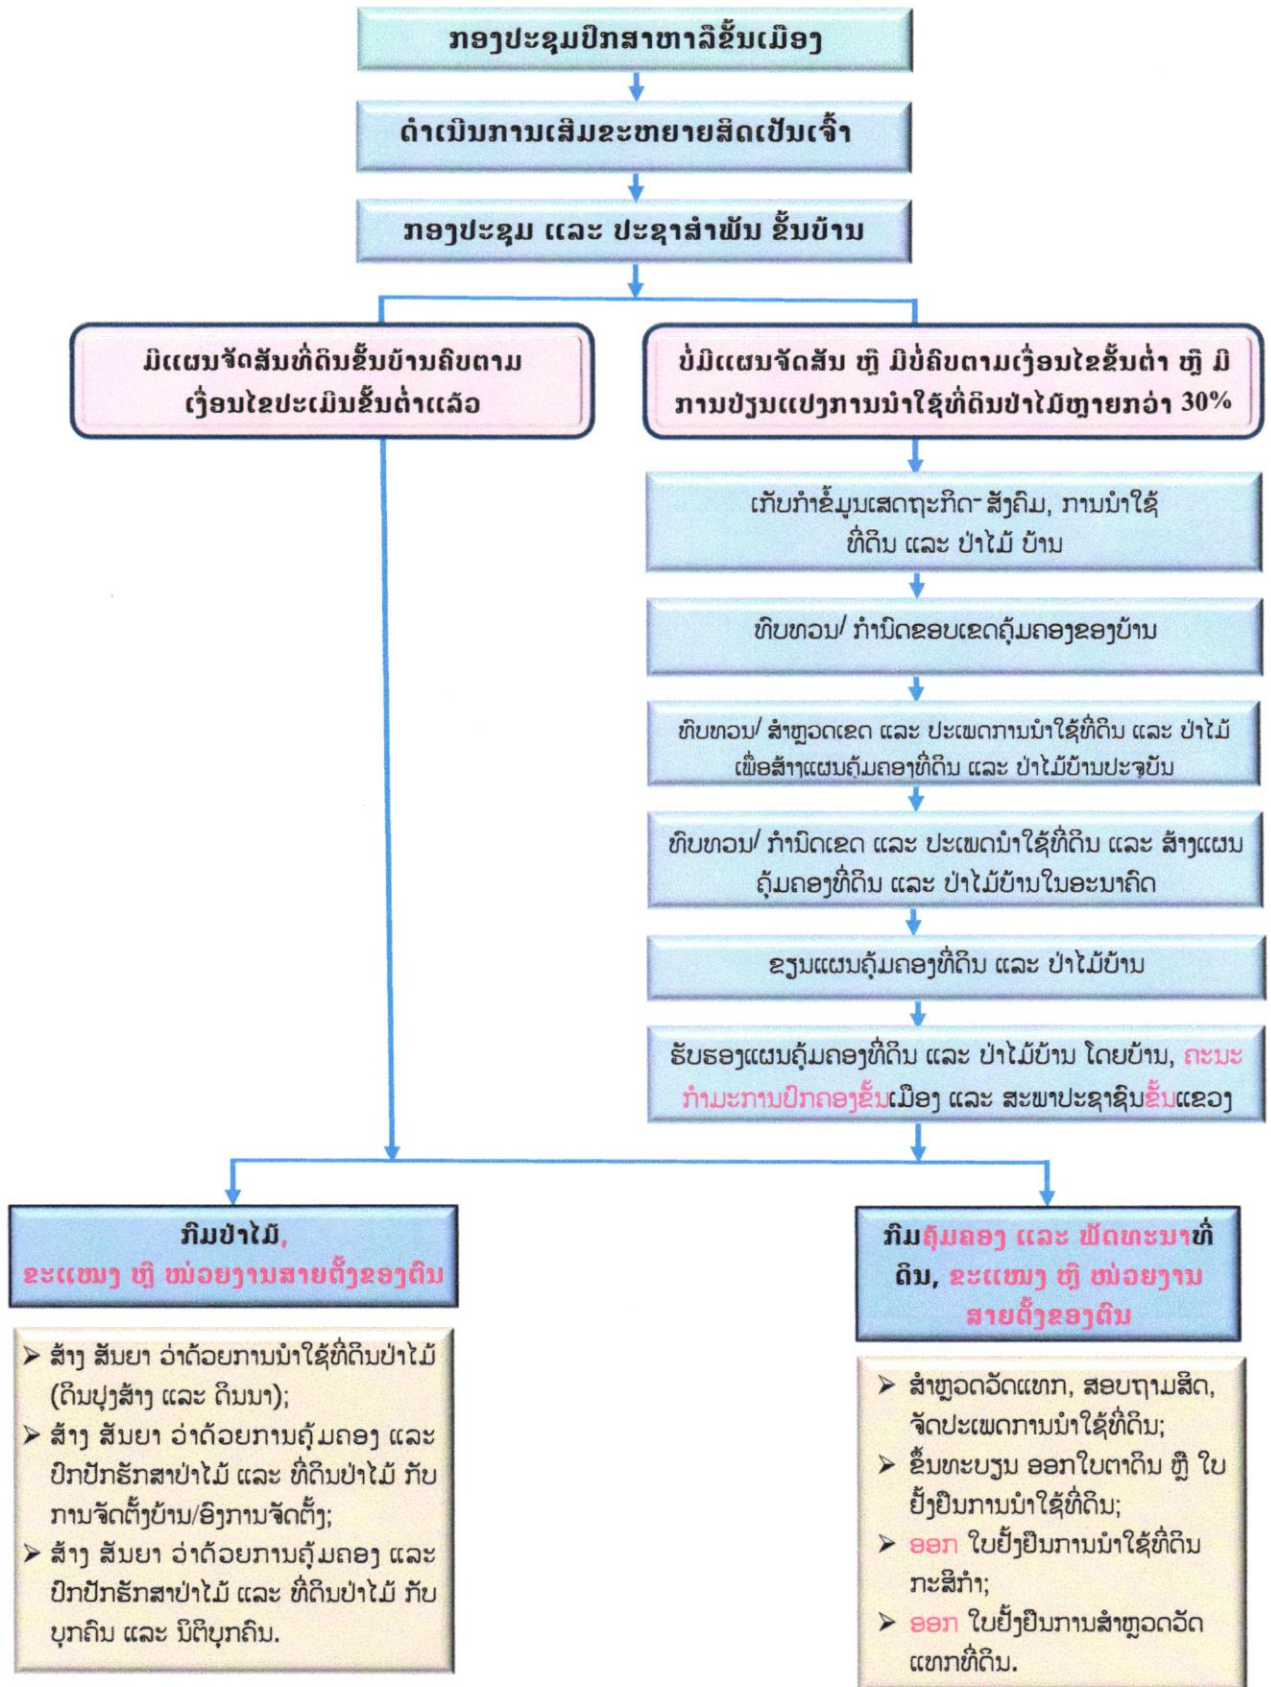 ກອງປະຊຸມປຶກສາຫາລືຂັ້ນເມືອງ
ດຳເນີນການເສີມຂະຫຍາຍສິດເປັນເຈົ້າ
ກອງປະຊຸມ ແລະ ປະຊາສຳພັນ ຂັ້ນບ້ານ
ມີແຜນຈັດສັນທີ່ດິນຂັ້ນບ້ານຄົບຕາມ
ເງື່ອນໄຂປະເມີນຂັ້ນຕ່ຳແລ້ວ
ບໍ່ມີແຜນຈັດສັນ ຫຼື ມີບໍ່ຄົບຕາມເງື່ອນໄຂຂັ້ນຕ່ຳ ຫຼື ມີ
ການປ່ຽນແປງການນຳໃຊ້ທີ່ດິນປ່າໄມ້ຫຼາຍກວ່າ 30%
ເກັບກຳຂໍ້ມູນເສດຖະກິດ- ສັງຄົມ, ການນຳໃຊ້
ທີ່ດິນ ແລະ ປ່າໄມ້ ບ້ານ
ທົບທວນ/ ກຳນົດຂອບເຂດຄຸ້ມຄອງຂອງບ້ານ
ທົບທວນ/ ສຳຫຼວດເຂດ ແລະ ປະເພດການນຳໃຊ້ທີ່ດິນ ແລະ ປ່າໄມ້
ເພື່ອສ້າງແຜນຄຸ້ມຄອງທີ່ດິນ ແລະ ປ່າໄມ້ບ້ານປະຈຸບັນ
ທົບທວນ/ ກຳນົດເຂດ ແລະ ປະເພດນຳໃຊ້ທີ່ດິນ ແລະ ສ້າງແຜນ
ຄຸ້ມຄອງທີ່ດິນ ແລະ ປ່າໄມ້ບ້ານໃນອະນາຄົດ
ຂຽນແຜນຄຸ້ມຄອງທີ່ດິນ ແລະ ປ່າໄມ້ບ້ານ
ຮັບຮອງແຜນຄຸ້ມຄອງທີ່ດິນ ແລະ ປ່າໄມ້ບ້ານ ໂດຍບ້ານ, ຄະນະ
ກຳມະການປົກຄອງຂັ້ນເມືອງ ແລະ ສະພາປະຊາຊົນຂັ້ນແຂວງ
ກົມປ່າໄມ້,
ຂະແໜງ ຫຼື ໜ່ວຍງານສາຍຕັ້ງຂອງຕົນ
➢ ສ້າງ ສັນຍາ ວ່າດ້ວຍການນຳໃຊ້ທີ່ດິນປ່າໄມ້
(ດິນປຸງສ້າງ ແລະ ດິນນາ);
➢ ສ້າງ ສັນຍາ ວ່າດ້ວຍການຄຸ້ມຄອງ ແລະ
ປົກປັກຮັກສາປ່າໄມ້ ແລະ ທີ່ດິນປ່າໄມ້ ກັບ
ການຈັດຕັ້ງບ້ານ/ອົງການຈັດຕັ້ງ;
➢ ສ້າງ ສັນຍາ ວ່າດ້ວຍການຄຸ້ມຄອງ ແລະ
ປົກປັກຮັກສາປ່າໄມ້ ແລະ ທີ່ດິນປ່າໄມ້ ກັບ
ບຸກຄົນ ແລະ ນິຕິບຸກຄົນ.
ກົມຄຸ້ມຄອງ ແລະ ພັດທະນາທີ່
ດິນ, ຂະແໜງ ຫຼື ໜ່ວຍງານ
ສາຍຕັ້ງຂອງຕົນ
➢ ສຳຫຼວດວັດແທກ, ສອບຖາມສິດ,
ຈັດປະເພດການນຳໃຊ້ທີ່ດິນ;
➢ ຂຶ້ນທະບຽນ ອອກໃບຕາດິນ ຫຼື ໃບ
ຢັ້ງຢືນການນຳໃຊ້ທີ່ດິນ;
➢ ອອກ ໃບຢັ້ງຢືນການນຳໃຊ້ທີ່ດິນ
ກະສິກຳ;
➢ ອອກ ໃບຢັ້ງຢືນການສຳຫຼວດວັດ
ແທກທີ່ດິນ.